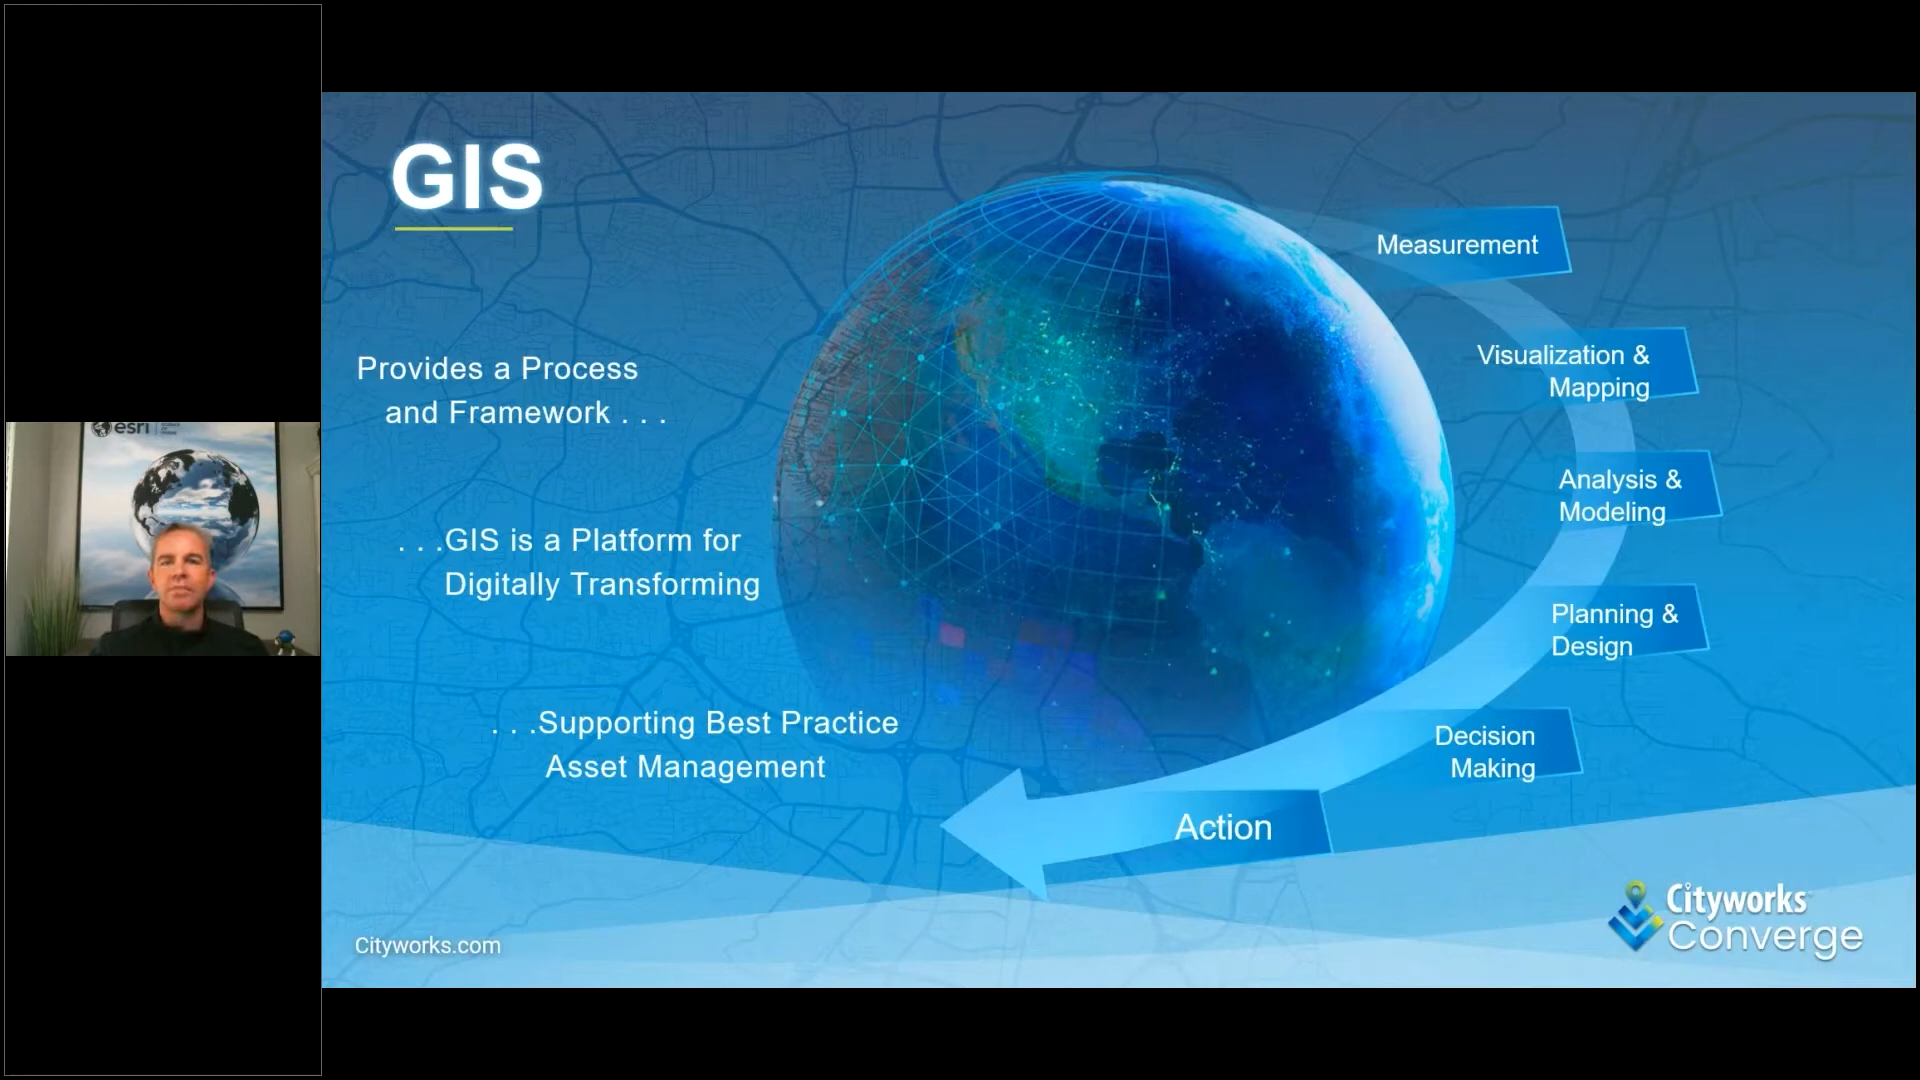 esri
GIS
Provides a Process
and Framework . . .
. . .GIS is a Platform for
Digitally Transforming
. . .Supporting Best Practice
Asset Management
Measurement
Visualization &
Mapping
Analysis &
Modeling
Planning &
Design
Decision
Making
Action
Cityworks.com
Cityworks
Converge